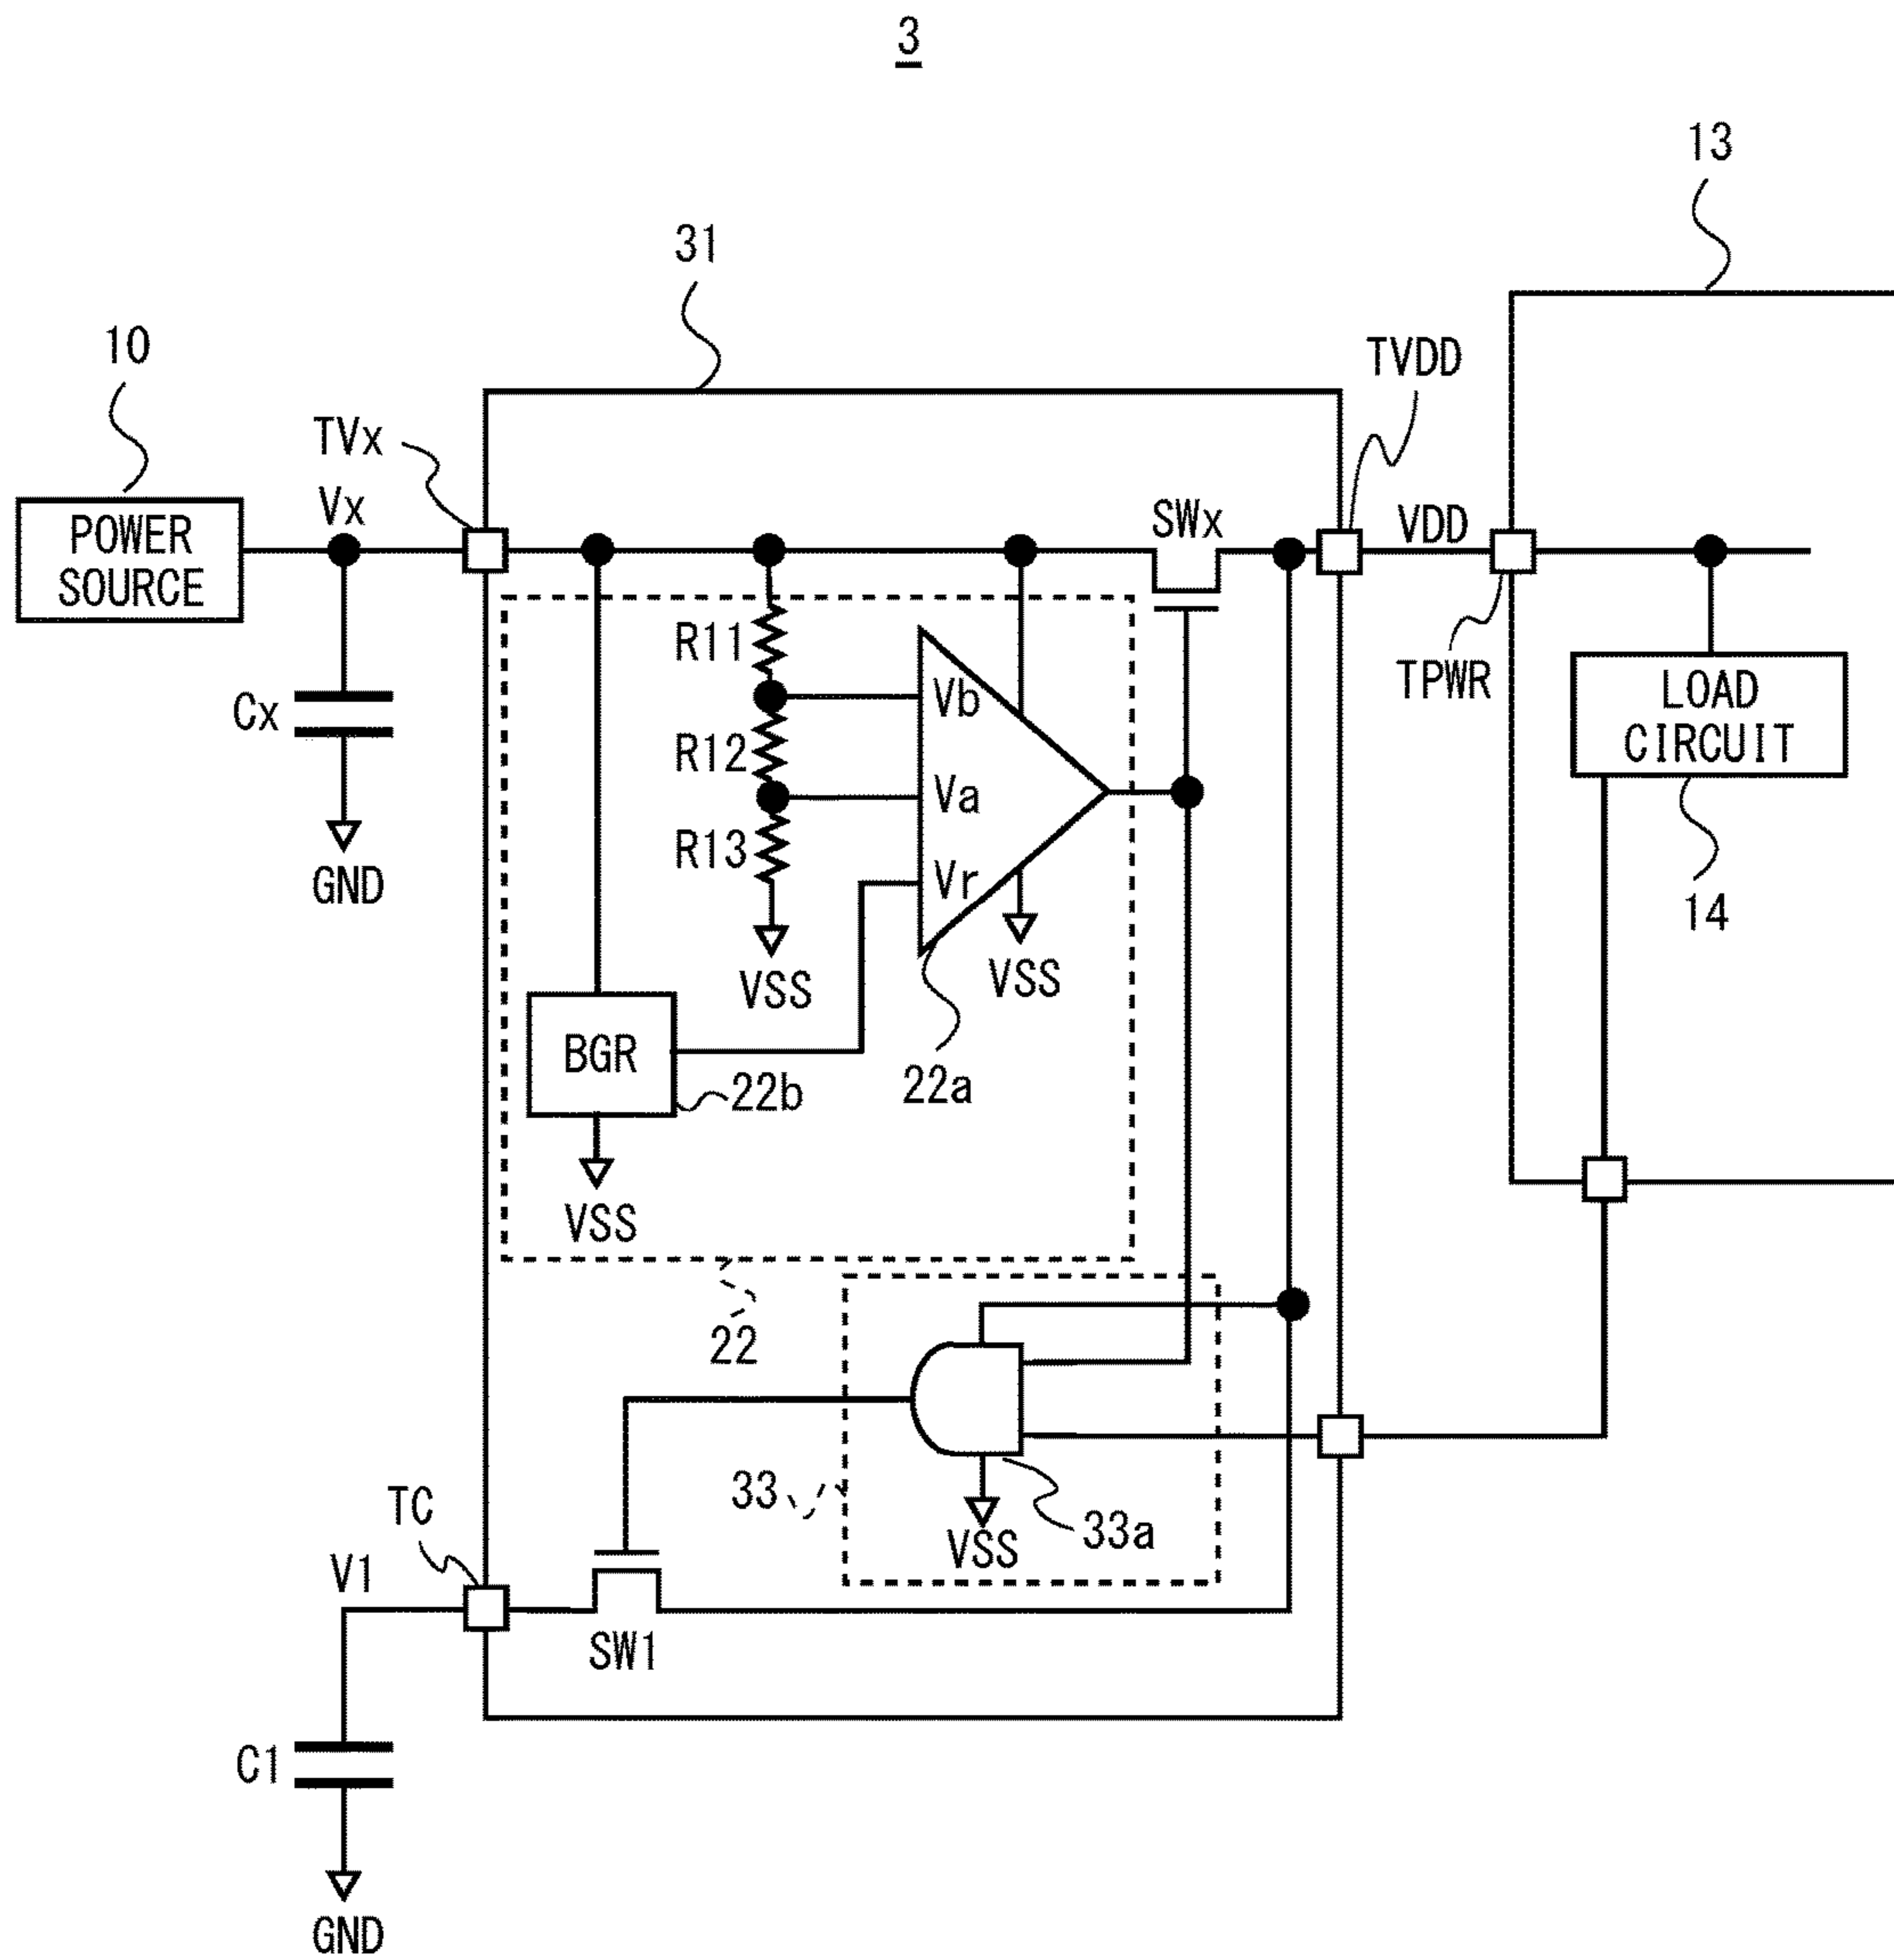 3
13
31
10
TVDD
TVx
Vx
SWx
VDD
POWER
SOURCE
R11
Vb
TPWR
LOAD
CIRCUIT
Cx
R12
Va
R13
Vr
GND
14
VSS
VSS
BGR
22b
22a
VSS
22
33
TC
33a
VSS
V1
SW1
C1
GND